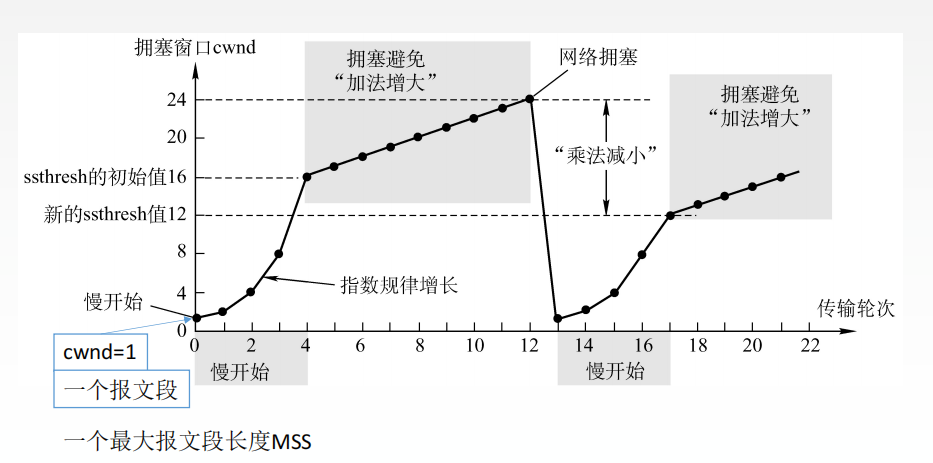 拥塞窗口cwnd
拥塞避免
“加法增大”
网络拥塞
拥塞避免
“加法增大”
24
20
ssthresh的初始值16
“乘法减小”
新的ssthresh值12
8
指数规律增长
4
慢开始
传输轮次
0
cwnd=1
0 2 4 6 8 10 12 14 16 18 20 22
慢开始
慢开始
一个报文段
一个最大报文段长度MSS